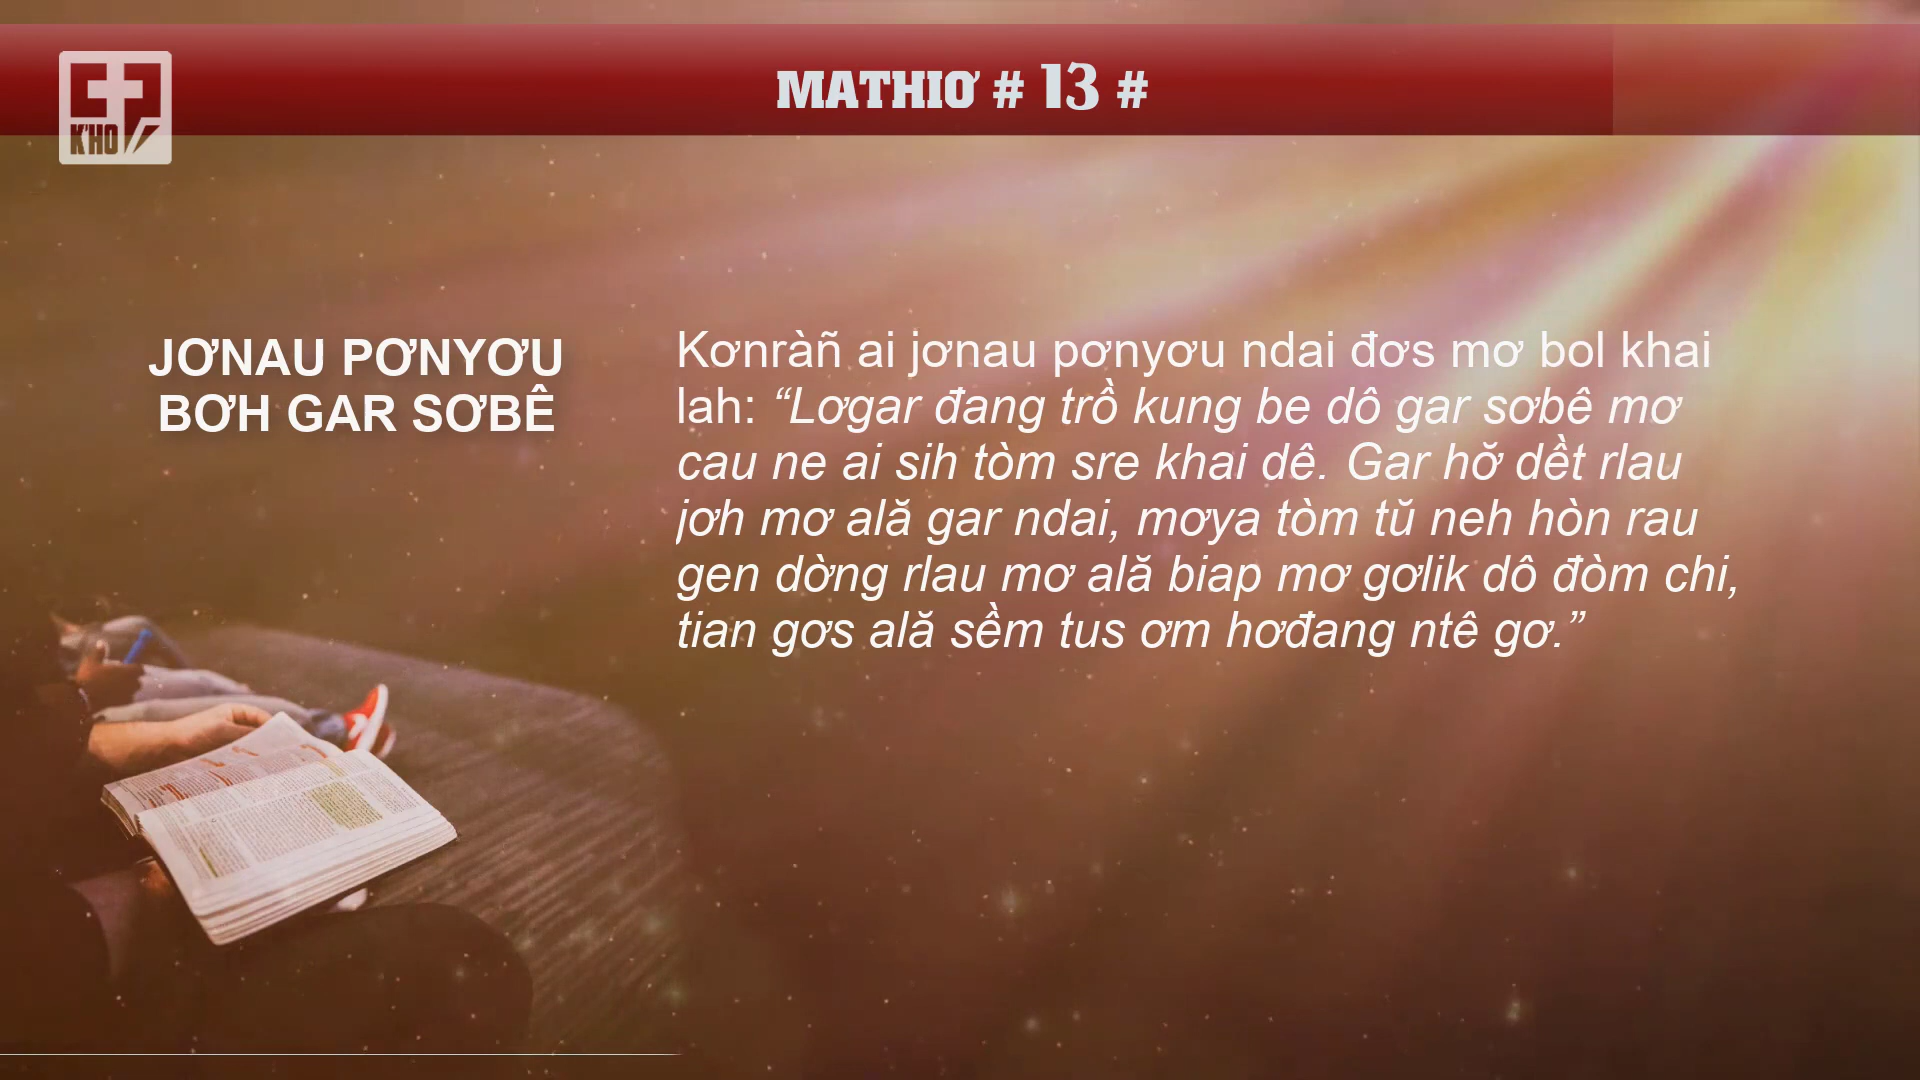 MATHIƠ # 13 #
K'HO
JƠNAU PƠNYƠU
BƠH GAR SƠBÊ
Kơnràñ ai jơnau pơnyơu ndai đơs mơ bol khai
lah: “Lơgar đang trồ kung be dô gar sơbê mơ
cau ne ai sih tòm sre khai dê. Gar hở̆ dềt rlau
jơh mơ ală gar ndai, mơya tòm tŭ neh hòn rau
gen dờng rlau mơ ală biap mơ gơlik dô đòm chi,
tian gơs ală sềm tus ơm hơđang ntê gơ.”